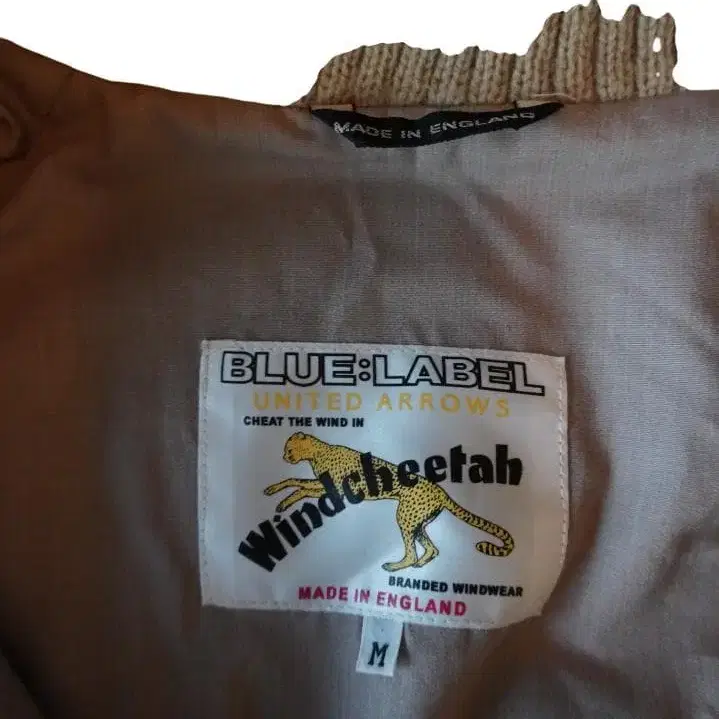 MADE IN ENGLAND
BLUE:LABEL
UNITED ARROWS
CHEAT THE WIND IN
Windcheetah
BRANDED WINDWEAR
MADE IN ENGLAND
M